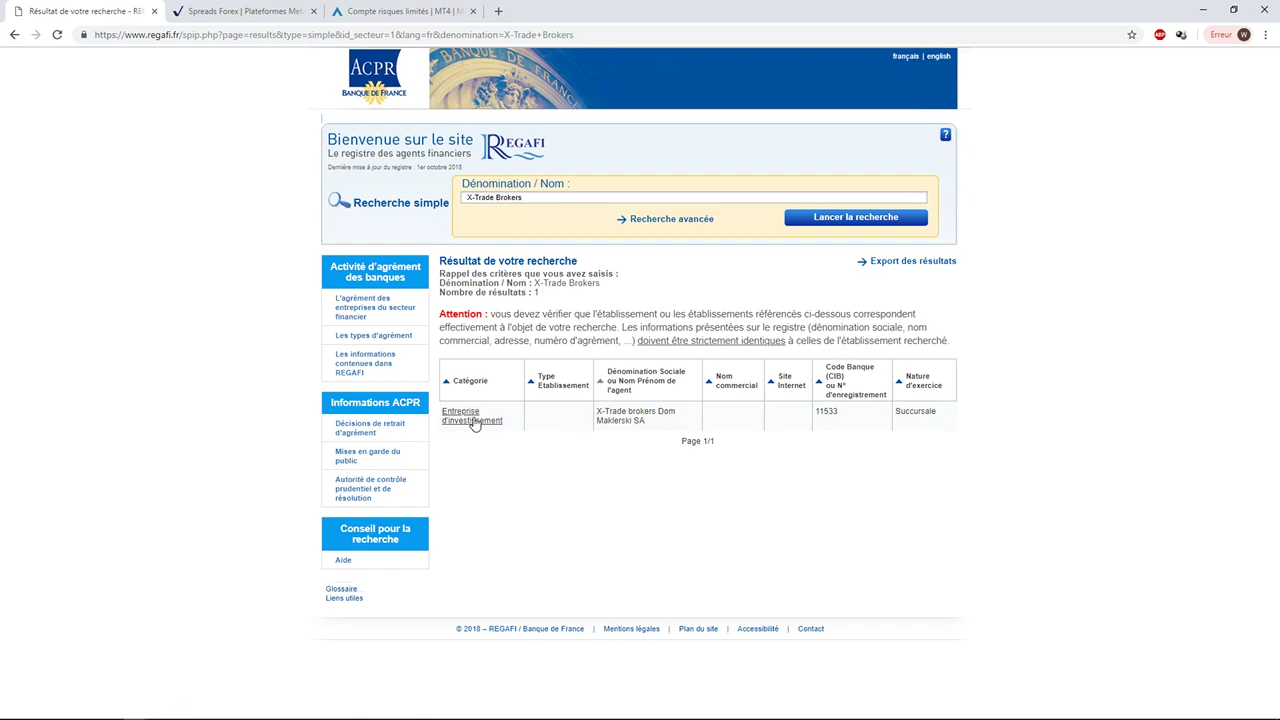 Résultat de votre recherche - RE
Spreads Forex | Plateformes Met
Compte risques limités | MT4 | M
https://www.regafi.fr/spip.php?page=results&type=simple&id_secteur=1&lang=fr&denomination=X-Trade+Brokers
Erreur
W
ABP
français | english
ACPR
BANQUE DE FRANCE
BANQUE DE FRANCE
Bienvenue sur le site
REGAFI
Le registre des agents financiers
Dernière mise à jour du registre : 1er octobre 2018
?
Dénomination / Nom :
X-Trade Brokers
Recherche simple
Recherche avancée
Lancer la recherche
Activité d'agrément
des banques
L'agrément des
entreprises du secteur
financier
Les types d'agrément
Les informations
contenues dans
REGAFI
Informations ACPR
Décisions de retrait
d'agrément
Mises en garde du
public
Autorité de contrôle
prudentiel et de
résolution
Conseil pour la
recherche
Aide
Glossaire
Liens utiles
Résultat de votre recherche
Export des résultats
Rappel des critères que vous avez saisis :
Dénomination / Nom : X-Trade Brokers
Nombre de résultats : 1
Attention : vous devez vérifier que l'établissement ou les établissements référencés ci-dessous correspondent
effectivement à l'objet de votre recherche. Les informations présentées sur le registre (dénomination sociale, nom
commercial, adresse, numéro d'agrément, ...) doivent être strictement identiques à celles de l'établissement recherché.
Catégorie
Type
Etablissement
Dénomination Sociale
ou Nom Prénom de
l'agent
Nom
commercial
Site
Internet
Code Banque
(CIB)
ou N°
d'enregistrement
Nature
d'exercice
Entreprise
d'investissement
X-Trade brokers Dom
Maklerski SA
11533
Succursale
Page 1/1
© 2018 – REGAFI / Banque de France | Mentions légales | Plan du site | Accessibilité | Contact